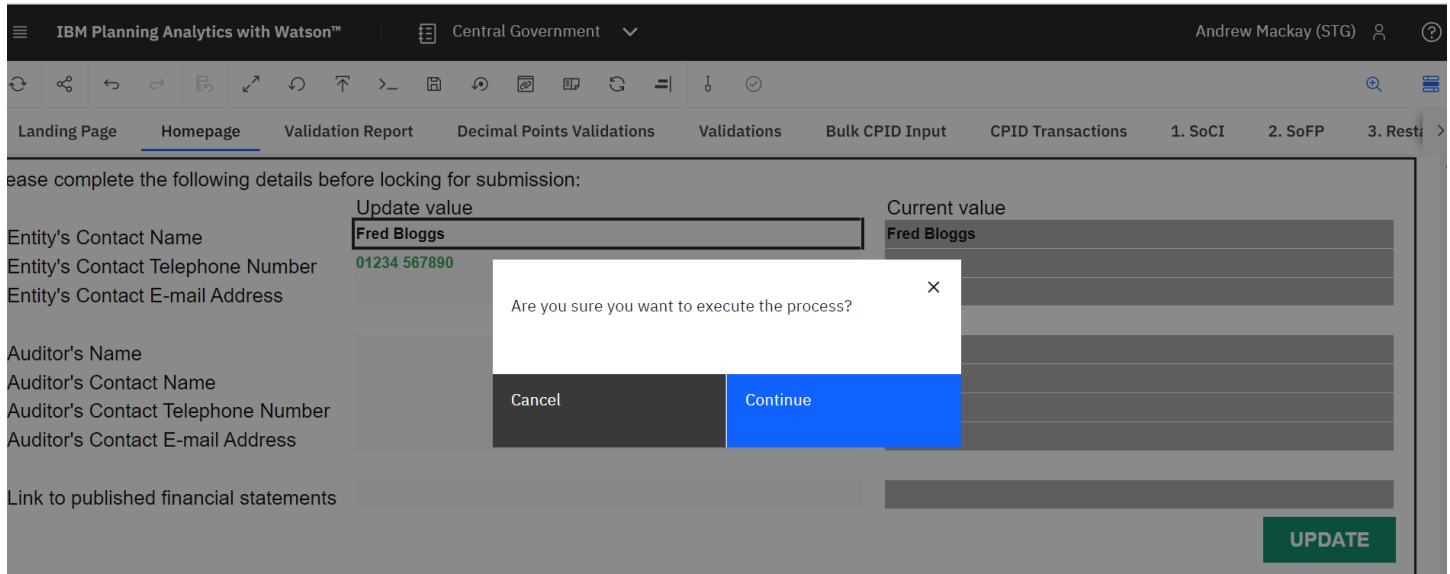 IBM Planning Analytics with Watson™ Central Government Andrew Mackay (STG)
Landing Page Homepage Validation Report Decimal Points Validations Validations Bulk CPID Input CPID Transactions 1. SoCI 2. SoFP 3. Resta
ease complete the following details before locking for submission:
Update value Current value
Entity's Contact Name Fred Bloggs Fred Bloggs
Entity's Contact Telephone Number 01234 567890
Entity's Contact E-mail Address
Are you sure you want to execute the process?
Auditor's Name
Auditor's Contact Name
Cancel Continue
Auditor's Contact Telephone Number
Auditor's Contact E-mail Address
Link to published financial statements
UPDATE